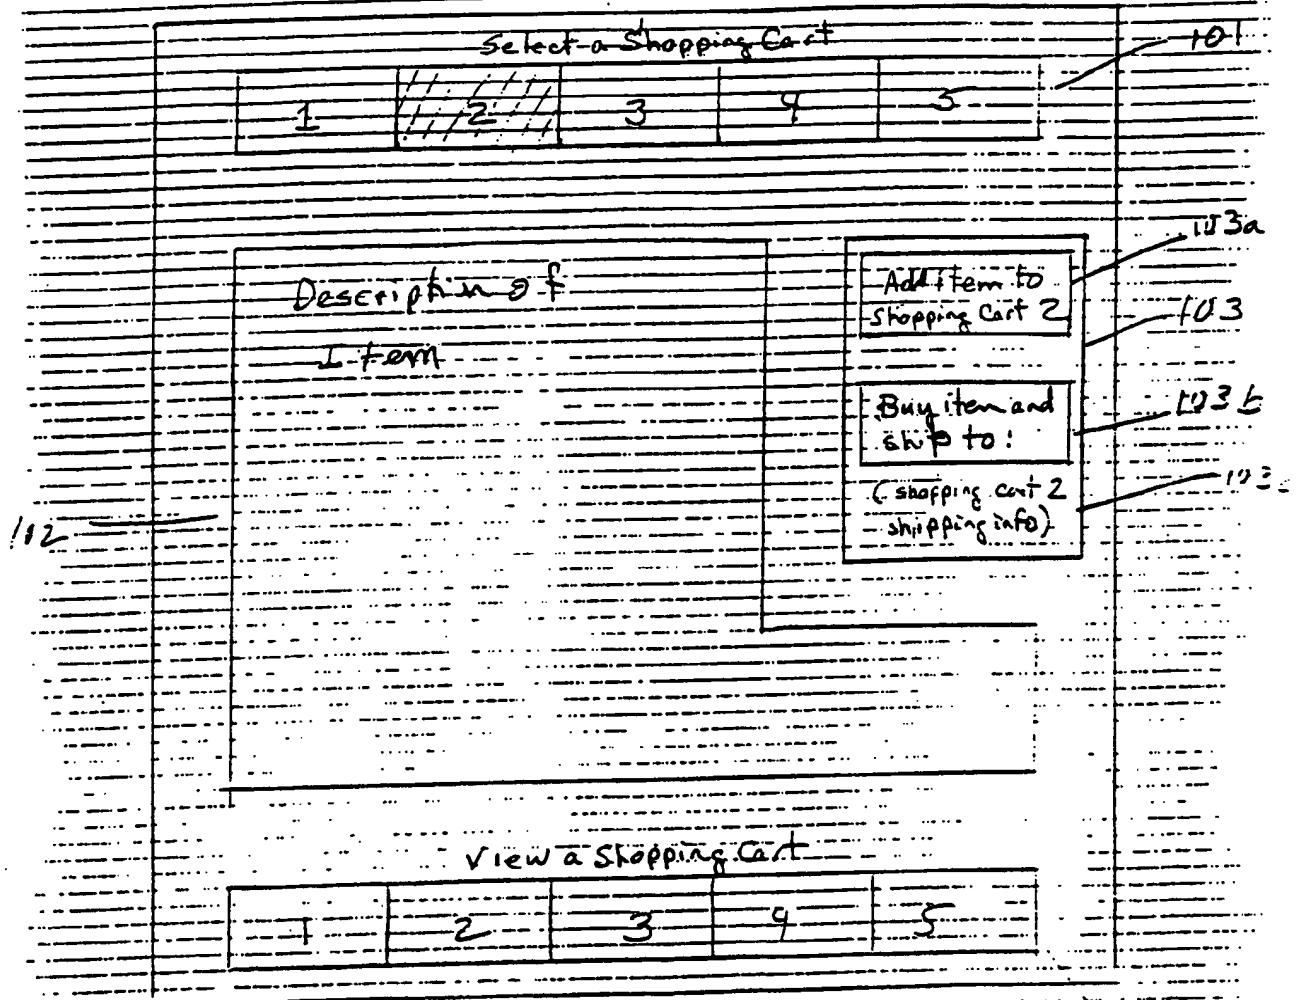 Select a Shopping Cart
101
1 2 3 4 5
103a
Description of
Item
Add item to
Shopping Cart 2
103
Buy item and
ship to:
103b
(shopping cart 2
shipping info)
102
View a Shopping Cart
1 2 3 4 5